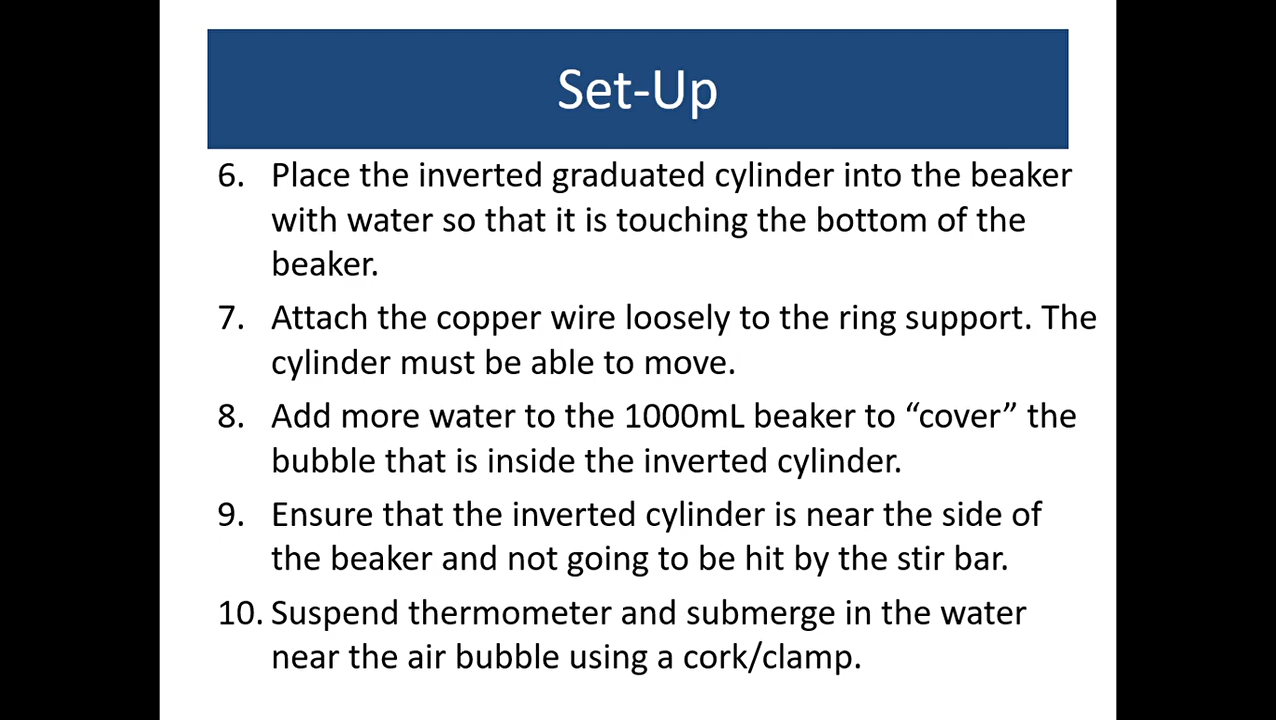 Set-Up
6. Place the inverted graduated cylinder into the beaker
with water so that it is touching the bottom of the
beaker.
7. Attach the copper wire loosely to the ring support. The
cylinder must be able to move.
8. Add more water to the 1000mL beaker to “cover” the
bubble that is inside the inverted cylinder.
9. Ensure that the inverted cylinder is near the side of
the beaker and not going to be hit by the stir bar.
10. Suspend thermometer and submerge in the water
near the air bubble using a cork/clamp.